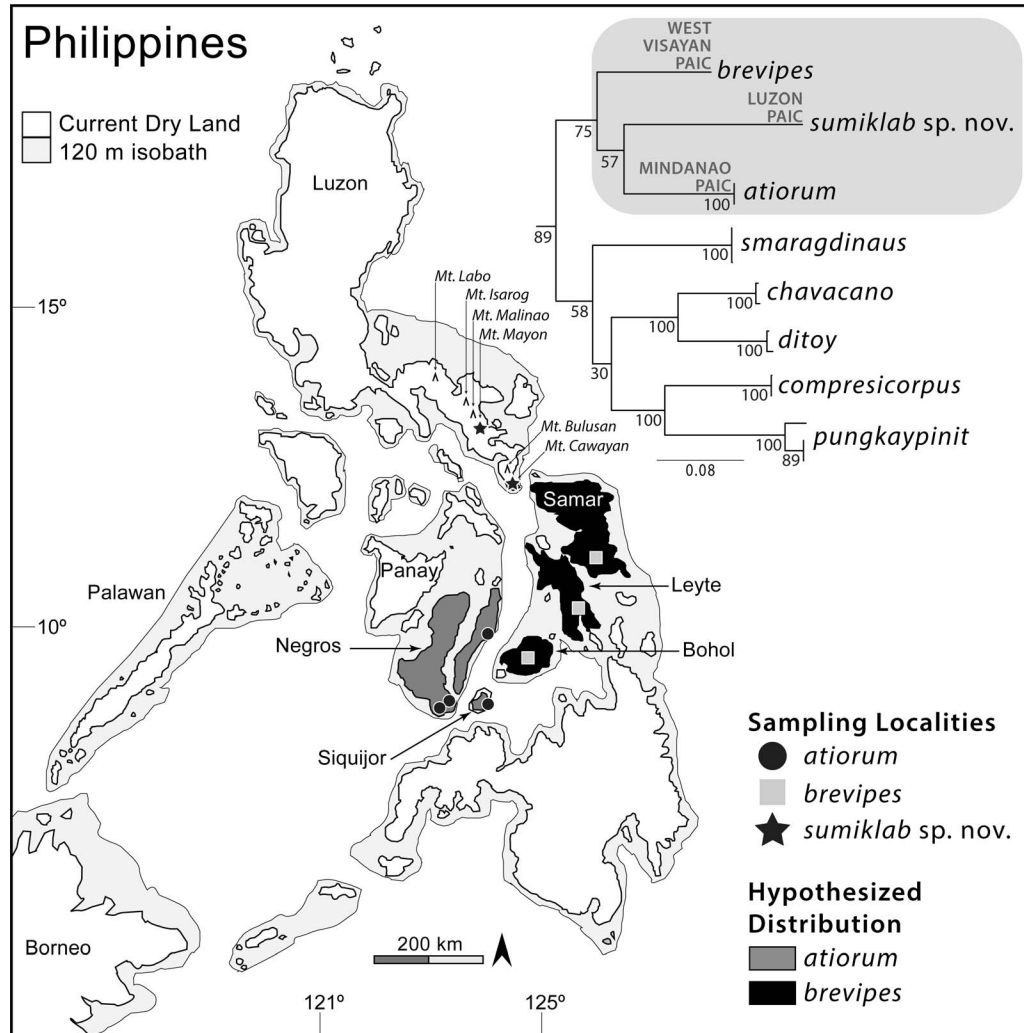 Philippines
Current Dry Land
120 m isobath
Luzon
15º
Mt. Labo
Mt. Isarog
Mt. Malinao
Mt. Mayon
Mt. Bulusan
Mt. Cawayan
Samar
Panay
Palawan
Leyte
10º
Negros
Bohol
Siquijor
Borneo
200 km
121º
125º
WEST
VISAYAN
PAIC
brevipes
LUZON
PAIC
sumiklab sp. nov.
75
57
MINDANAO
PAIC
atiorum
100
89
smaragdinaus
100
58
chavacano
100
100
ditoy
100
30
compresicorpus
100
100
pungkaypinit
100
89
0.08
Sampling Localities
atiorum
brevipes
sumiklab sp. nov.
Hypothesized
Distribution
atiorum
brevipes